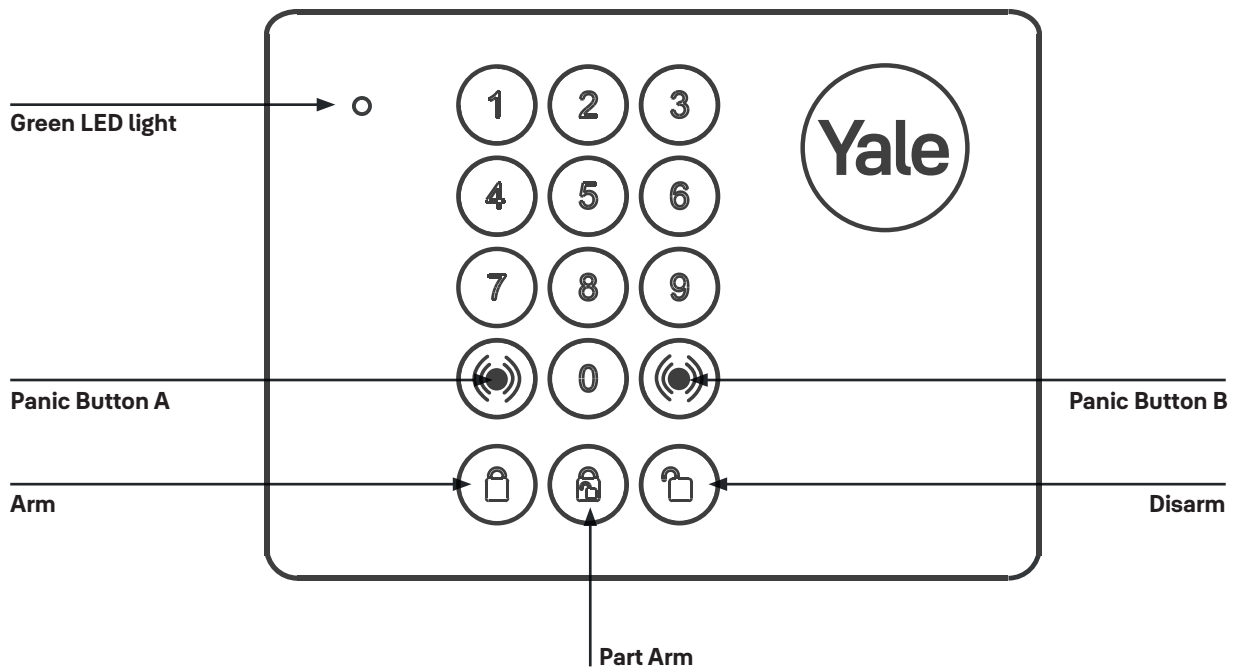 1 2 3
Yale
Green LED light
4 5 6
7 8 9
0
Panic Button A
Panic Button B
Arm
Disarm
Part Arm